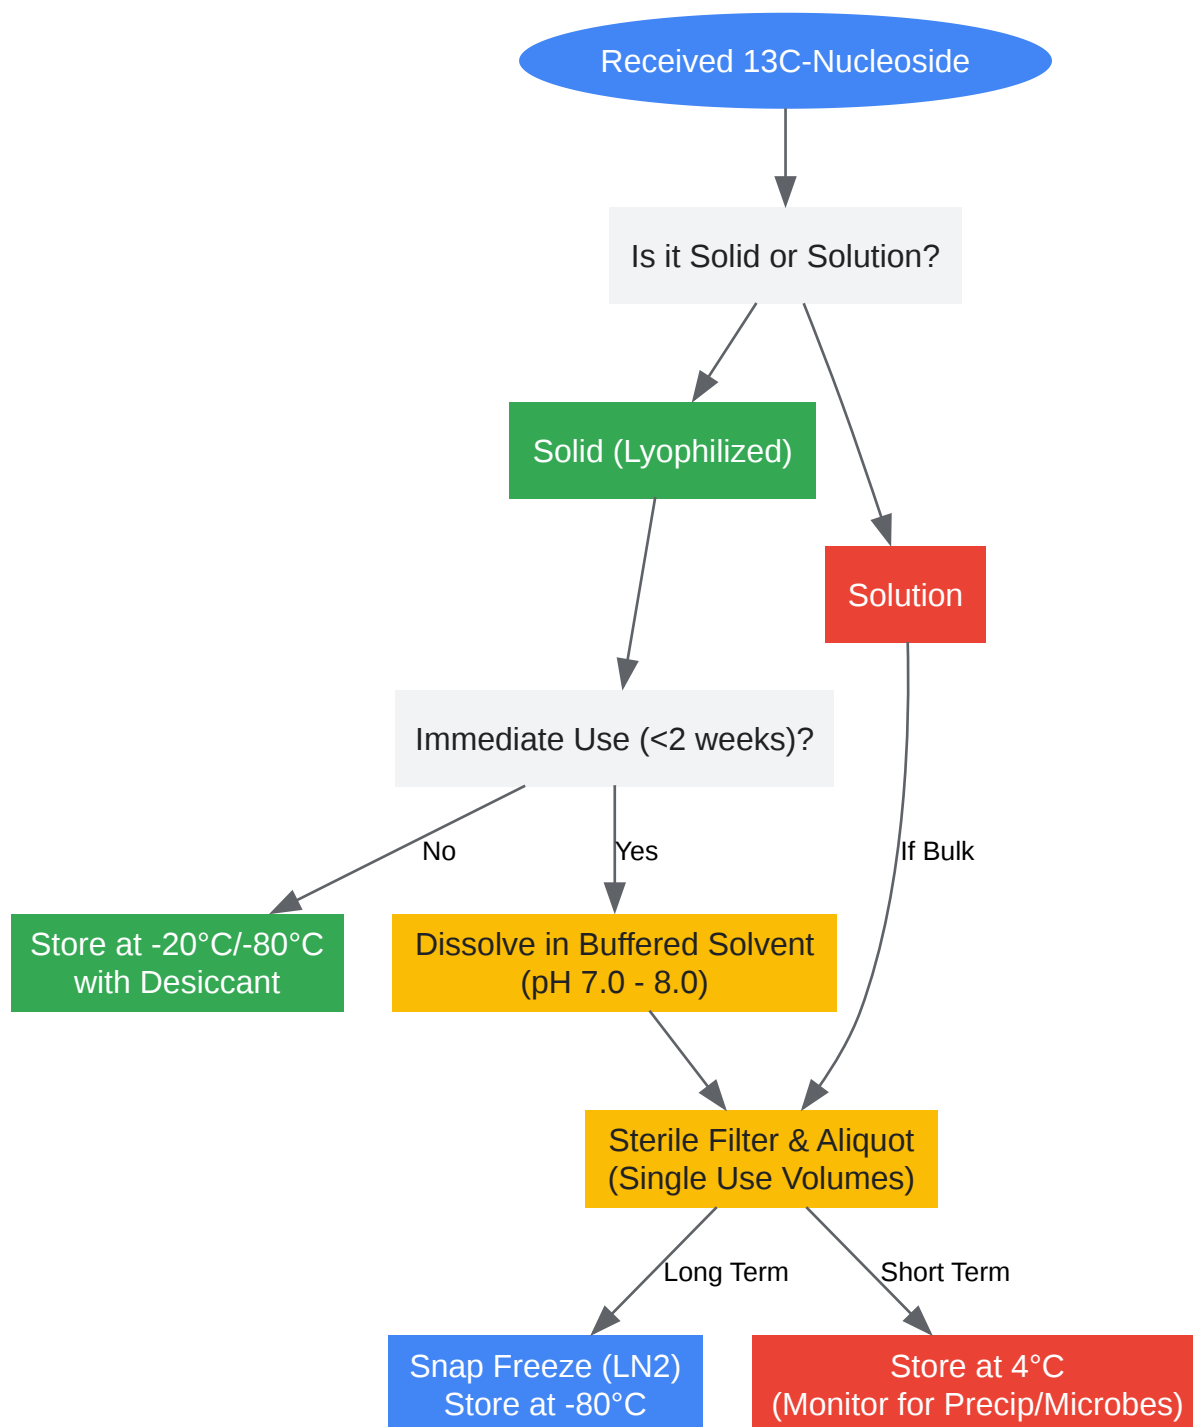 Received 13C-Nucleoside
Is it Solid or Solution?
Solid (Lyophilized)
Solution
Immediate Use (<2 weeks)?
No
Yes
If Bulk
Store at -20°C/-80°C
with Desiccant
Dissolve in Buffered Solvent
(pH 7.0 - 8.0)
Sterile Filter & Aliquot
(Single Use Volumes)
Long Term
Short Term
Snap Freeze (LN2)
Store at -80°C
Store at 4°C
(Monitor for Precip/Microbes)